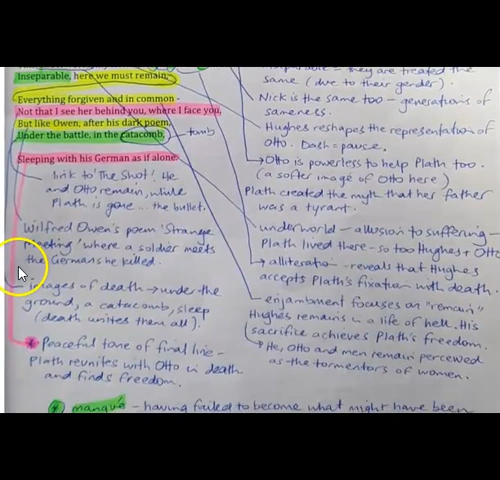 Inseparable, here we must remain,
Everything forgiven and in common -
Not that I see her behind you, where I face you,
But like Owen, after his dark poem,
Under the battle, in the catacomb,
tomb
Sleeping with his German as if alone.
link to 'The Shot'. He
and Otto remain, while
Plath is gone... the bullet.
Wilfred Owen's poem 'Strange
Meeting' where a soldier meets
the Germans he killed.
images of death → under the
ground, a catacomb, sleep
(death unites them all).
* Peaceful tone of final line -
Plath reunites with Otto in death
and finds freedom.
they are treated the
same (due to their gender).
Nick is the same too - generations of
sameness.
Hughes reshapes the representation of
Otto. Dash = pause.
Otto is powerless to help Plath too.
(a softer image of Otto here)
Plath created the myth that her father
was a tyrant.
underworld - allusion to suffering -
Plath lived there - so too Hughes + Otto
alliteration - reveals that Hughes
accepts Plath's fixation with death.
enjambment focuses on "remain"
Hughes remains in a life of hell. His
sacrifice achieves Plath's freedom.
He, Otto and men remain perceived
as the tormentors of women.
manqué - having failed to become what might have been